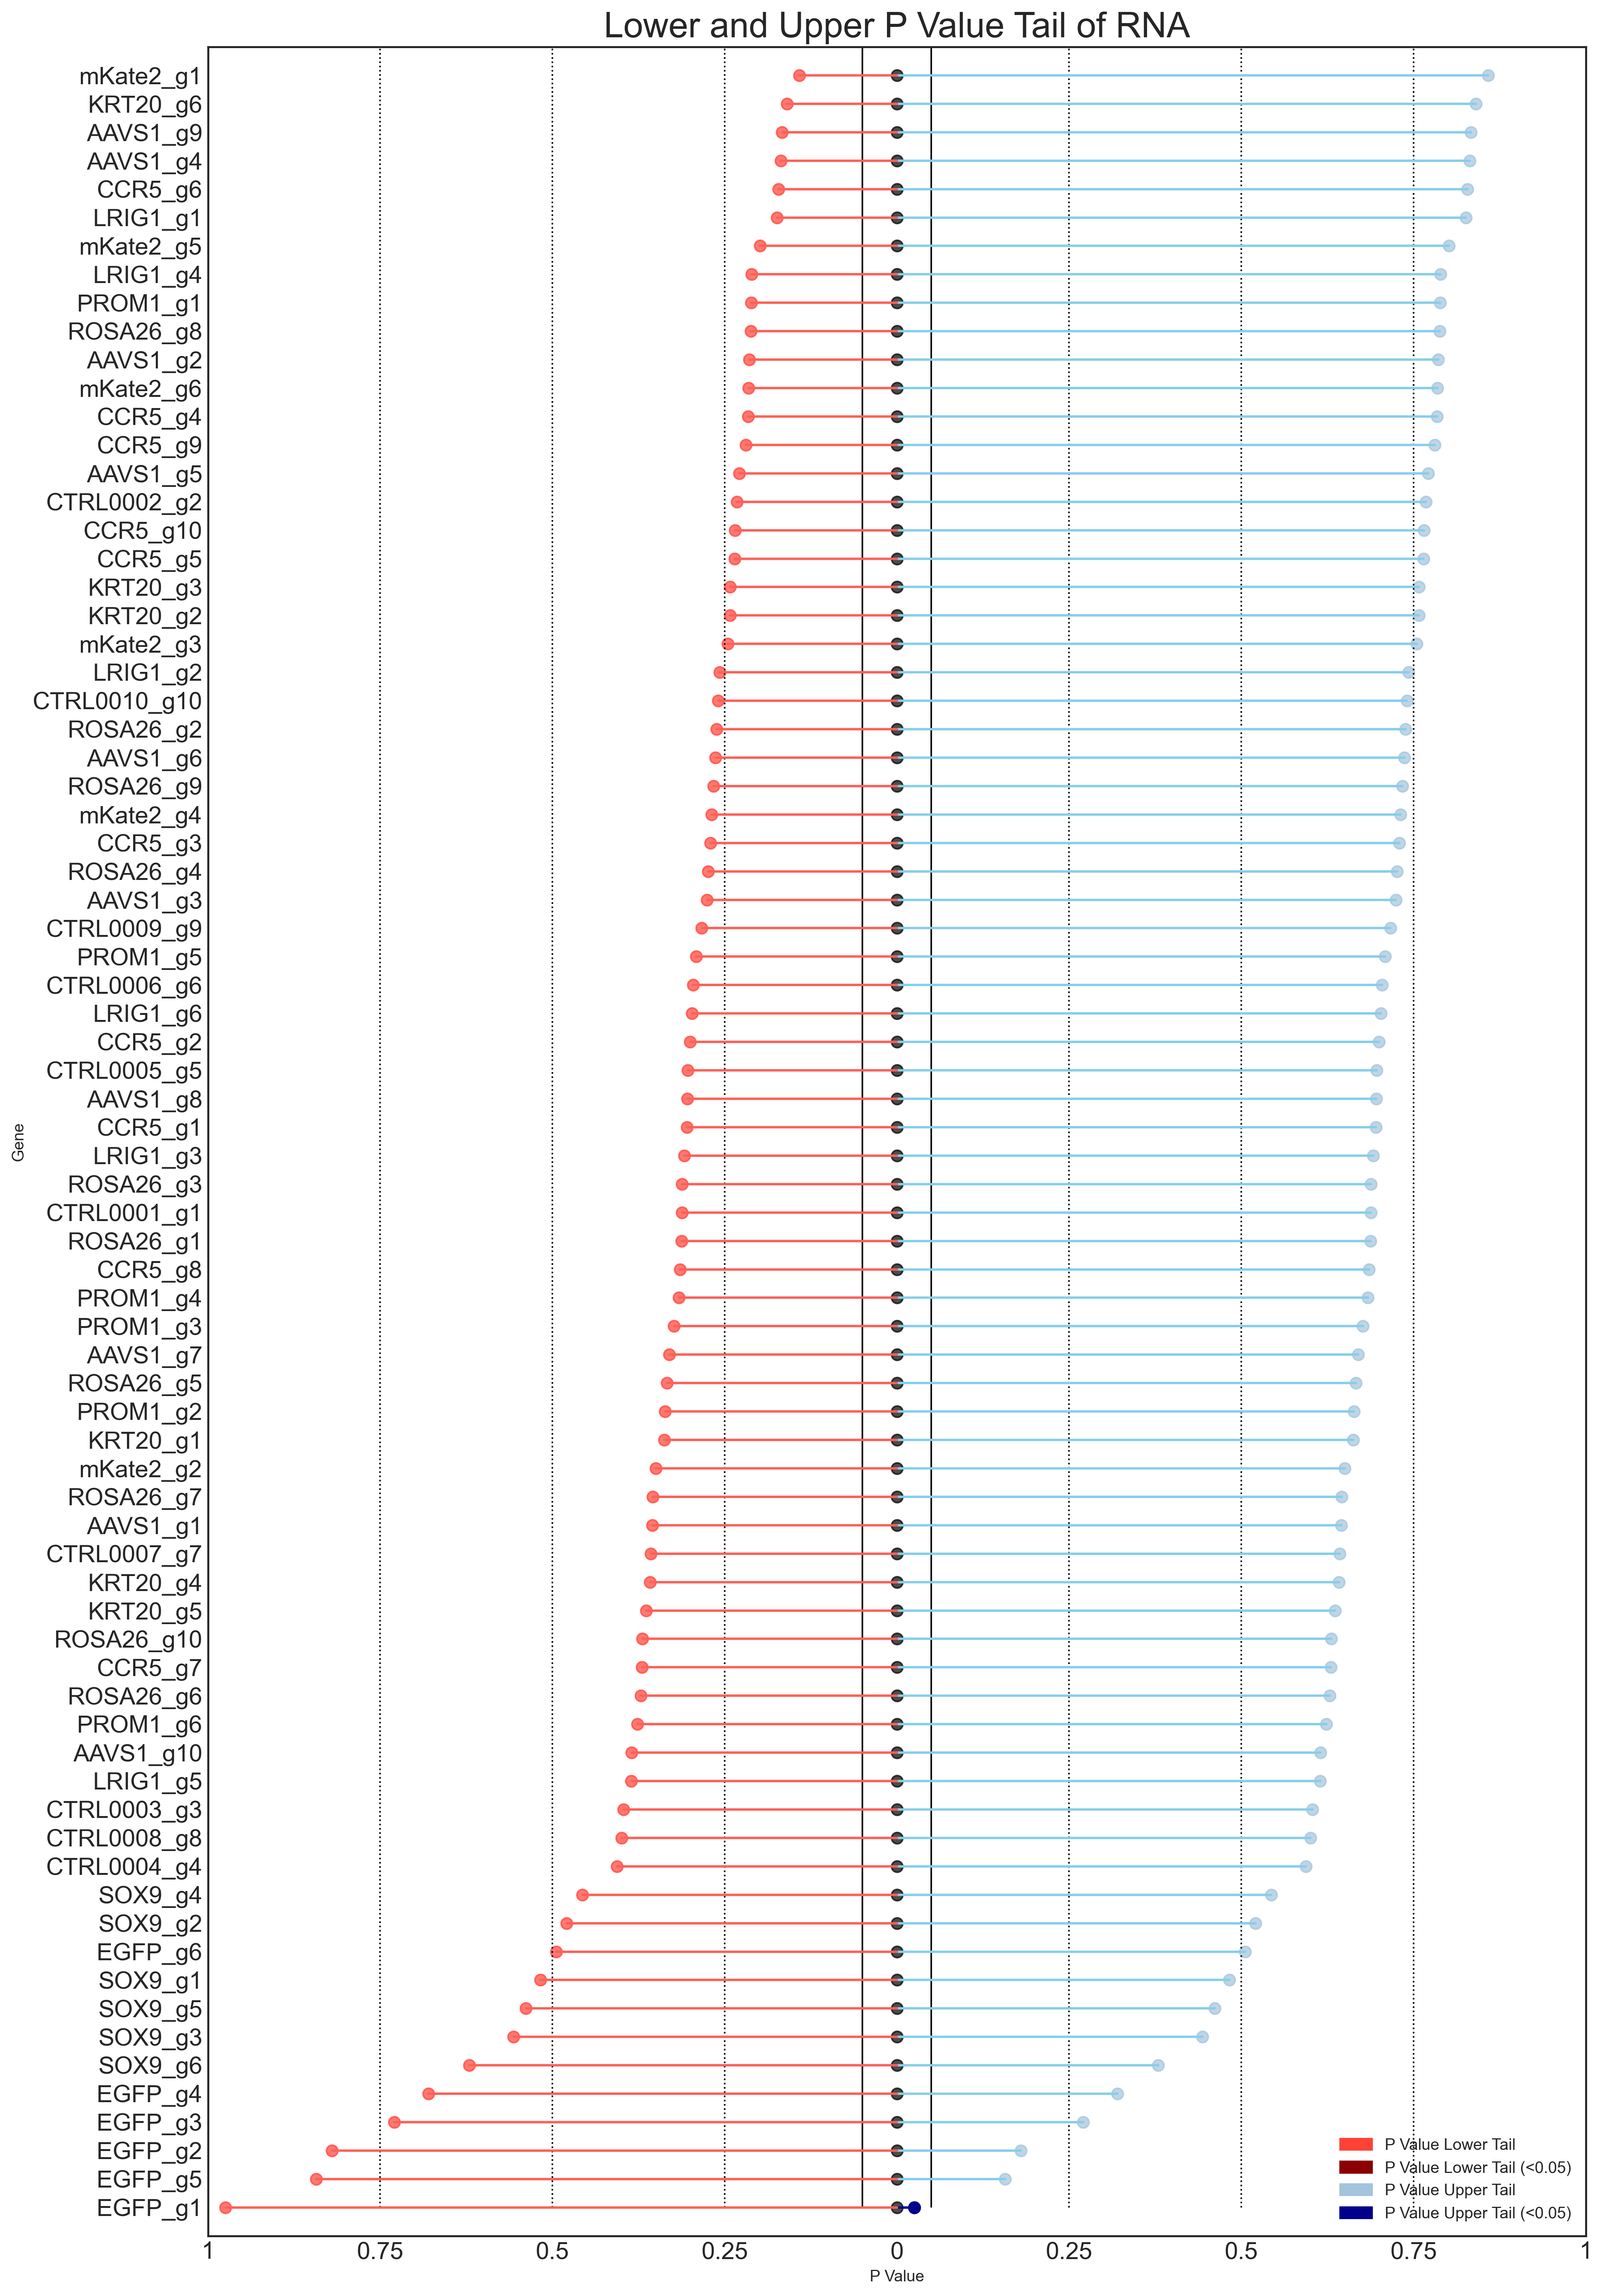 Lower and Upper P Value Tail of RNA
mKate2_g1
KRT20_g6
AAVS1_g9
AAVS1_g4
CCR5_g6
LRIG1_g1
mKate2_g5
LRIG1_g4
PROM1_g1
ROSA26_g8
AAVS1_g2
mKate2_g6
CCR5_g4
CCR5_g9
AAVS1_g5
CTRL0002_g2
CCR5_g10
CCR5_g5
KRT20_g3
KRT20_g2
mKate2_g3
LRIG1_g2
CTRL0010_g10
ROSA26_g2
AAVS1_g6
ROSA26_g9
mKate2_g4
CCR5_g3
ROSA26_g4
AAVS1_g3
CTRL0009_g9
PROM1_g5
CTRL0006_g6
LRIG1_g6
CCR5_g2
CTRL0005_g5
AAVS1_g8
CCR5_g1
LRIG1_g3
ROSA26_g3
CTRL0001_g1
ROSA26_g1
CCR5_g8
PROM1_g4
PROM1_g3
AAVS1_g7
ROSA26_g5
PROM1_g2
KRT20_g1
mKate2_g2
ROSA26_g7
AAVS1_g1
CTRL0007_g7
KRT20_g4
KRT20_g5
ROSA26_g10
CCR5_g7
ROSA26_g6
PROM1_g6
AAVS1_g10
LRIG1_g5
CTRL0003_g3
CTRL0008_g8
CTRL0004_g4
SOX9_g4
SOX9_g2
EGFP_g6
SOX9_g1
SOX9_g5
SOX9_g3
SOX9_g6
EGFP_g4
EGFP_g3
EGFP_g2
EGFP_g5
EGFP_g1
Gene
P Value Lower Tail
P Value Lower Tail (<0.05)
P Value Upper Tail
P Value Upper Tail (<0.05)
1 0.75 0.5 0.25 0 0.25 0.5 0.75 1
P Value